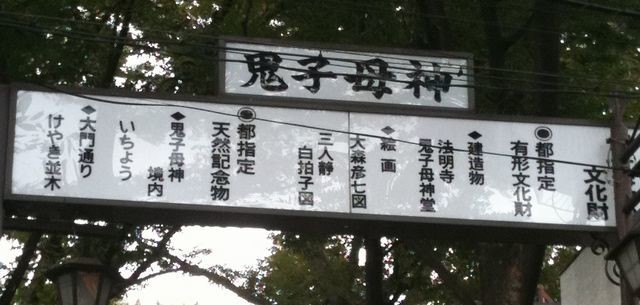 鬼子母神
文化財
◉都指定
有形文化財
◆建造物
法明寺
鬼子母神堂
◆絵画
大森彦七図
三人静
白拍子図
◉都指定
天然記念物
◆鬼子母神
境内
いちょう
◆大門通り
けやき並木